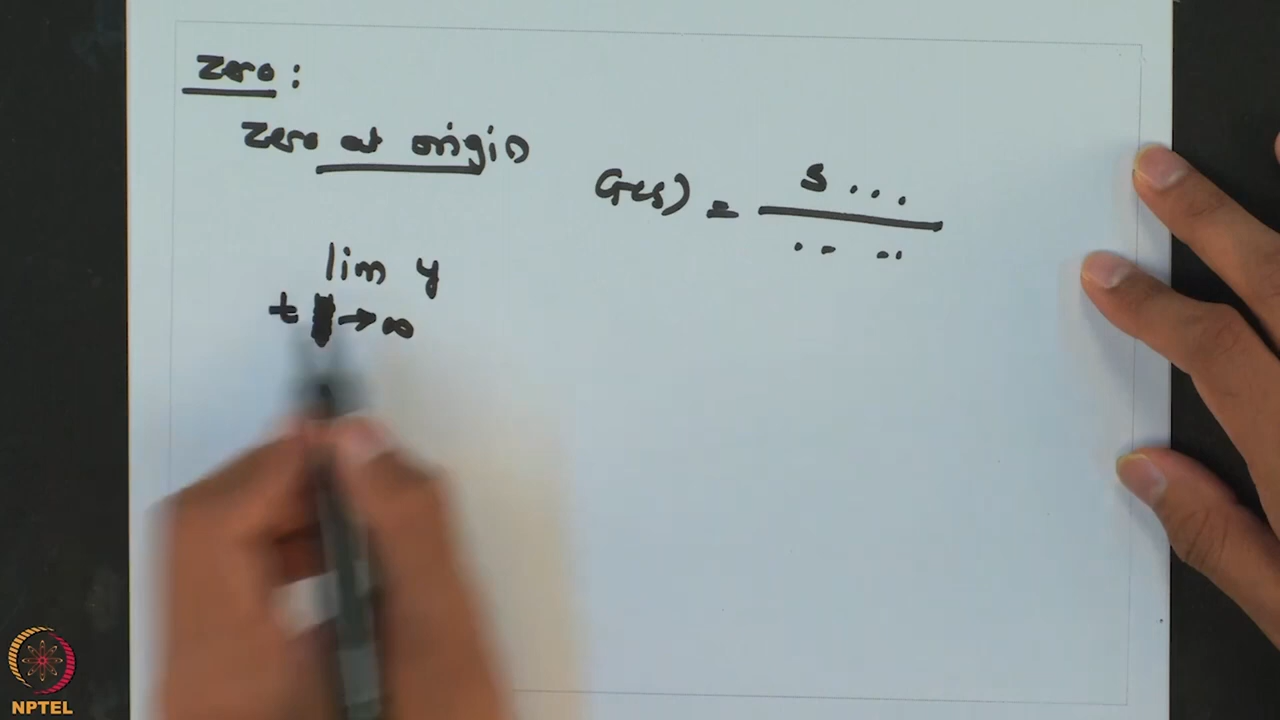 Zero:
Zero at origin
G(s) = s... / .. ..
lim y
t → ∞
NPTEL